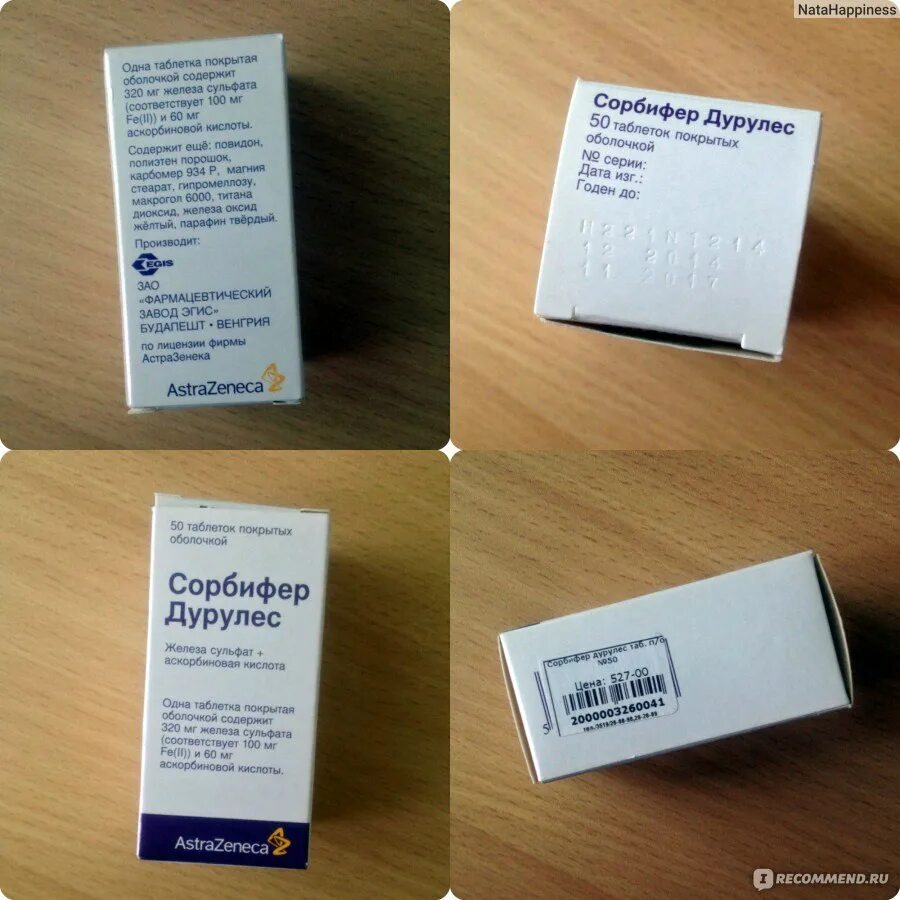 NataHappiness
Одна таблетка покрытая
оболочкой содержит
320 мг железа сульфата
(соответствует 100 мг
Fe(II)) и 60 мг
аскорбиновой кислоты.
Содержит ещё: повидон,
полиэтен порошок,
карбомер 934 Р, магния
стеарат, гипромеллозу,
макрогол 6000, титана
диоксид, железа оксид
жёлтый, парафин твёрдый.
Производит:
EGIS
ЗАО
«ФАРМАЦЕВТИЧЕСКИЙ
ЗАВОД ЭГИС»
БУДАПЕШТ • ВЕНГРИЯ
по лицензии фирмы
АстраЗенека
AstraZeneca
Сорбифер Дурулес
50 таблеток покрытых
оболочкой
№ серии:
Дата изг.:
Годен до:
N221N1214
12 2014
11 2017
50 таблеток покрытых
оболочкой
Сорбифер
Дурулес
Железа сульфат +
аскорбиновая кислота
Одна таблетка покрытая
оболочкой содержит
320 мг железа сульфата
(соответствует 100 мг
Fe(II)) и 60 мг
аскорбиновой кислоты.
AstraZeneca
Сорбифер Дурулес таб. п/о
№50
Цена: 527-00
2000003260041
5
IRECOMMEND.RU